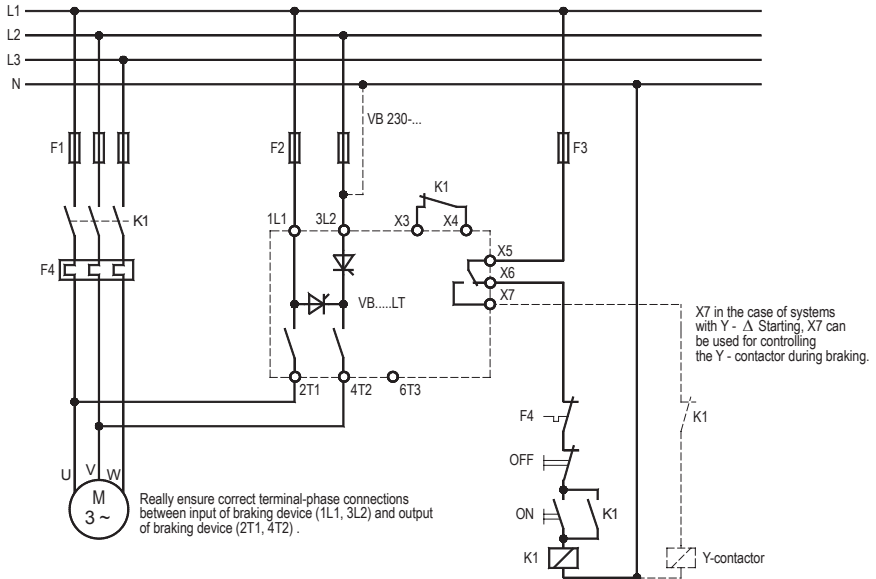 L1
L2
L3
N
VB 230-...
F1
F2
F3
K1
K1
1L1
3L2
X3
X4
X5
X6
X7
F4
VB.....LT
X7 in the case of systems
with Y - Δ Starting, X7 can
be used for controlling
the Y - contactor during braking.
2T1
4T2
6T3
F4
K1
OFF
U
V
W
M
3 ~
Really ensure correct terminal-phase connections
between input of braking device (1L1, 3L2) and output
of braking device (2T1, 4T2) .
ON
K1
K1
Y-contactor